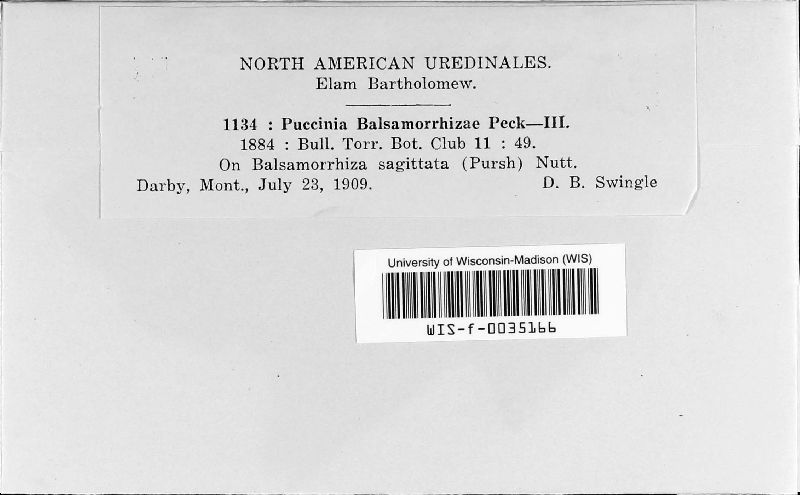 NORTH AMERICAN UREDINALES.
Elam Bartholomew.
1134 : Puccinia Balsamorrhizae Peck—III.
1884 : Bull. Torr. Bot. Club 11 : 49.
On Balsamorrhiza sagittata (Pursh) Nutt.
Darby, Mont., July 23, 1909. D. B. Swingle
University of Wisconsin-Madison (WIS)
WIS-f-0035166